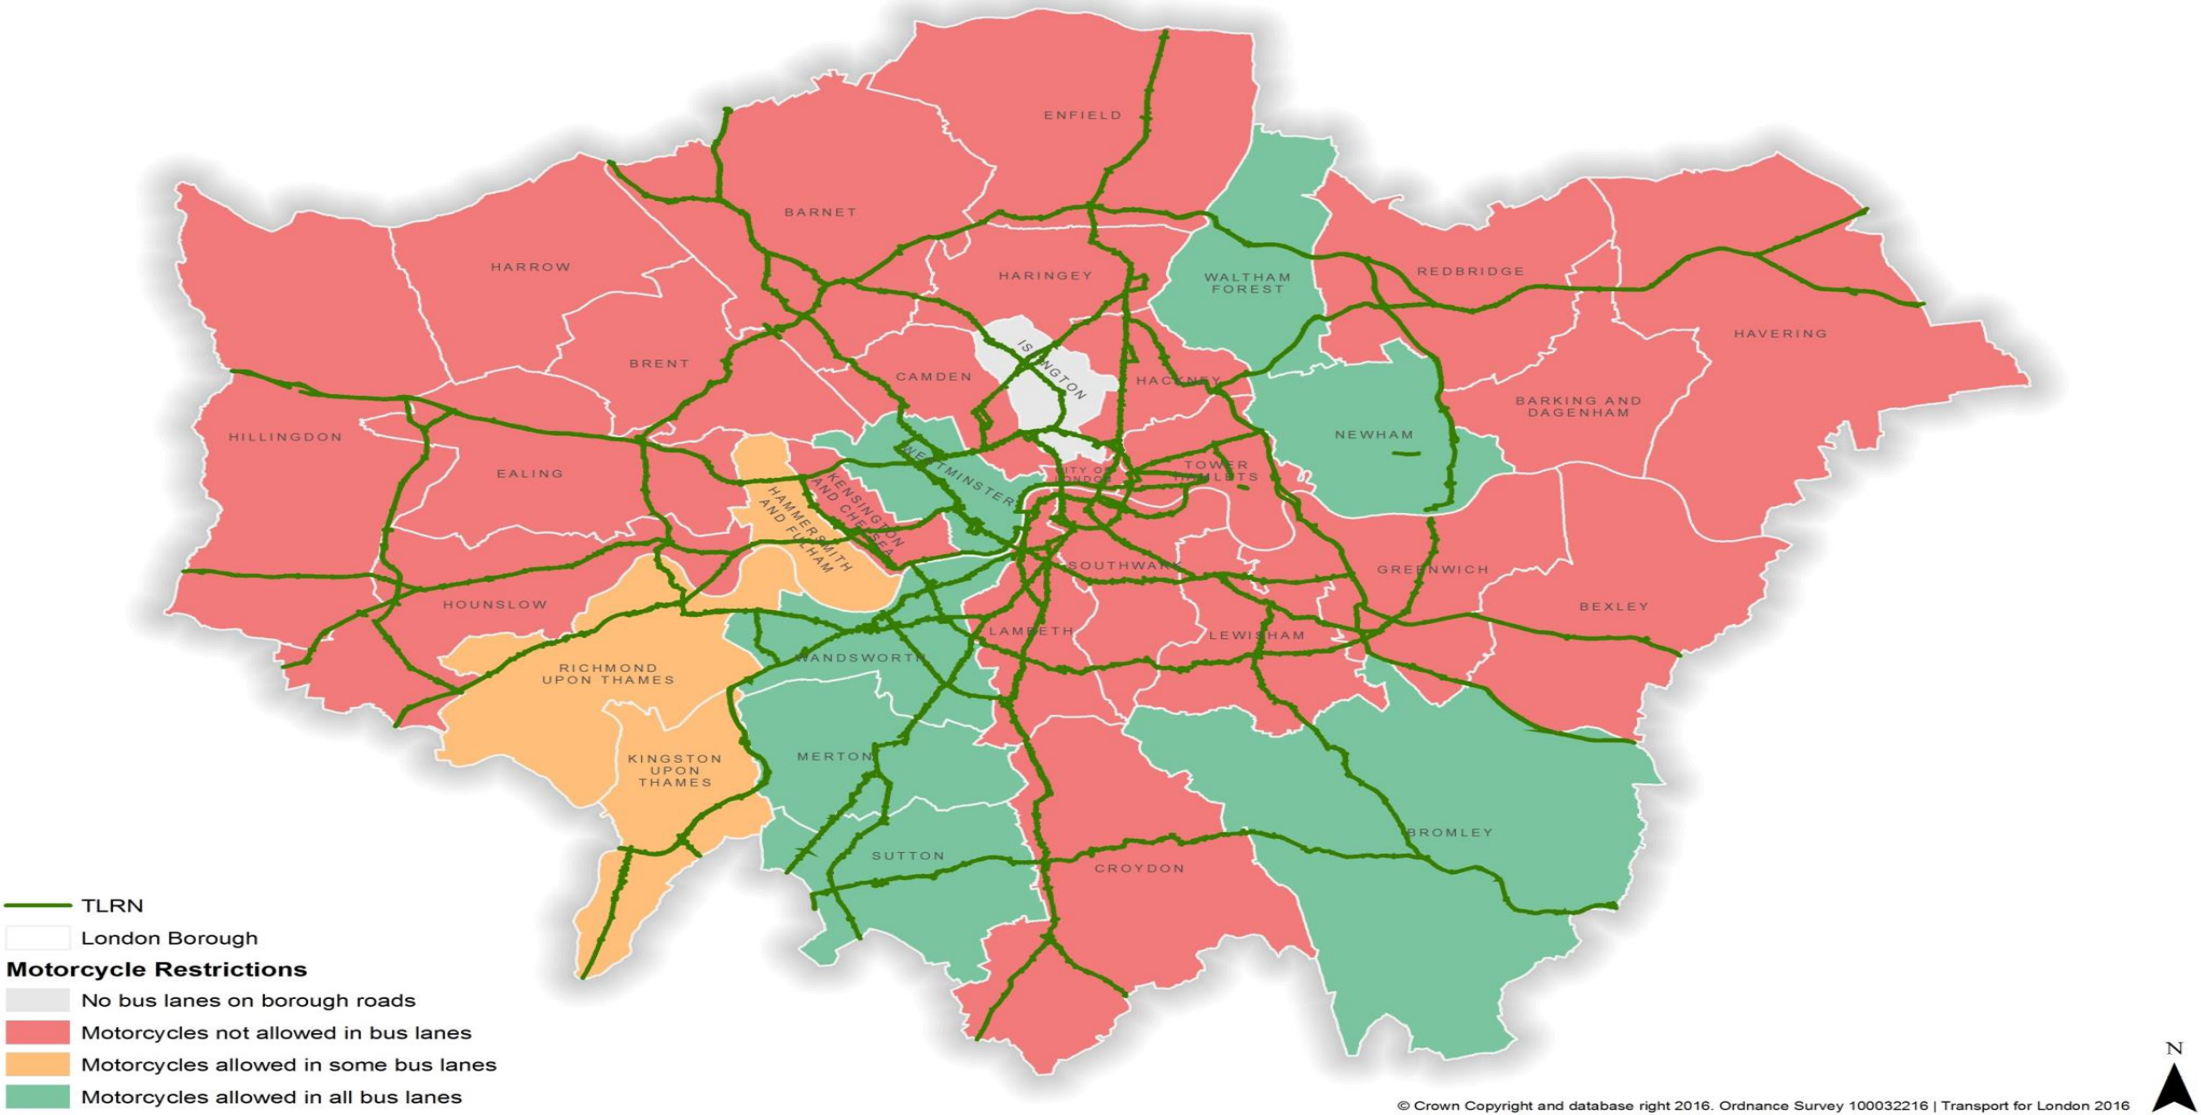 ENFIELD
BARNET
HARROW
HARINGEY
WALTHAM
FOREST
REDBRIDGE
HAVERING
BRENT
ISLINGTON
CAMDEN
HACKNEY
BARKING AND
DAGENHAM
HILLINGDON
NEWHAM
EALING
WESTMINSTER
CITY OF
LONDON
TOWER
HAMLETS
KENSINGTON
AND CHELSEA
HAMMERSMITH
AND FULHAM
SOUTHWARK
GREENWICH
HOUNSLOW
BEXLEY
LAMBETH
LEWISHAM
RICHMOND
UPON THAMES
WANDSWORTH
KINGSTON
UPON
THAMES
MERTON
BROMLEY
SUTTON
CROYDON
TLRN
London Borough
Motorcycle Restrictions
No bus lanes on borough roads
Motorcycles not allowed in bus lanes
Motorcycles allowed in some bus lanes
Motorcycles allowed in all bus lanes
N
© Crown Copyright and database right 2016. Ordnance Survey 100032216 | Transport for London 2016